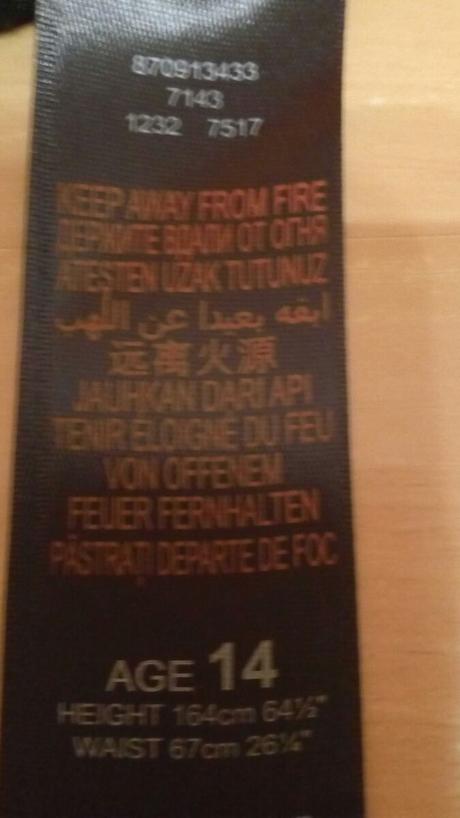 870913433
7143
1232 7517
KEEP AWAY FROM FIRE
ДЕРЖИТЕ ВДАЛИ ОТ ОГНЯ
ATEŞTEN UZAK TUTUNUZ
ابقه بعيدا عن اللهب
远离火源
JAUHKAN DARI API
TENIR ELOIGNÉ DU FEU
VON OFFENEM
FEUER FERNHALTEN
PĂSTRAȚI DEPARTE DE FOC
AGE 14
HEIGHT 164cm 64½"
WAIST 67cm 26¼"